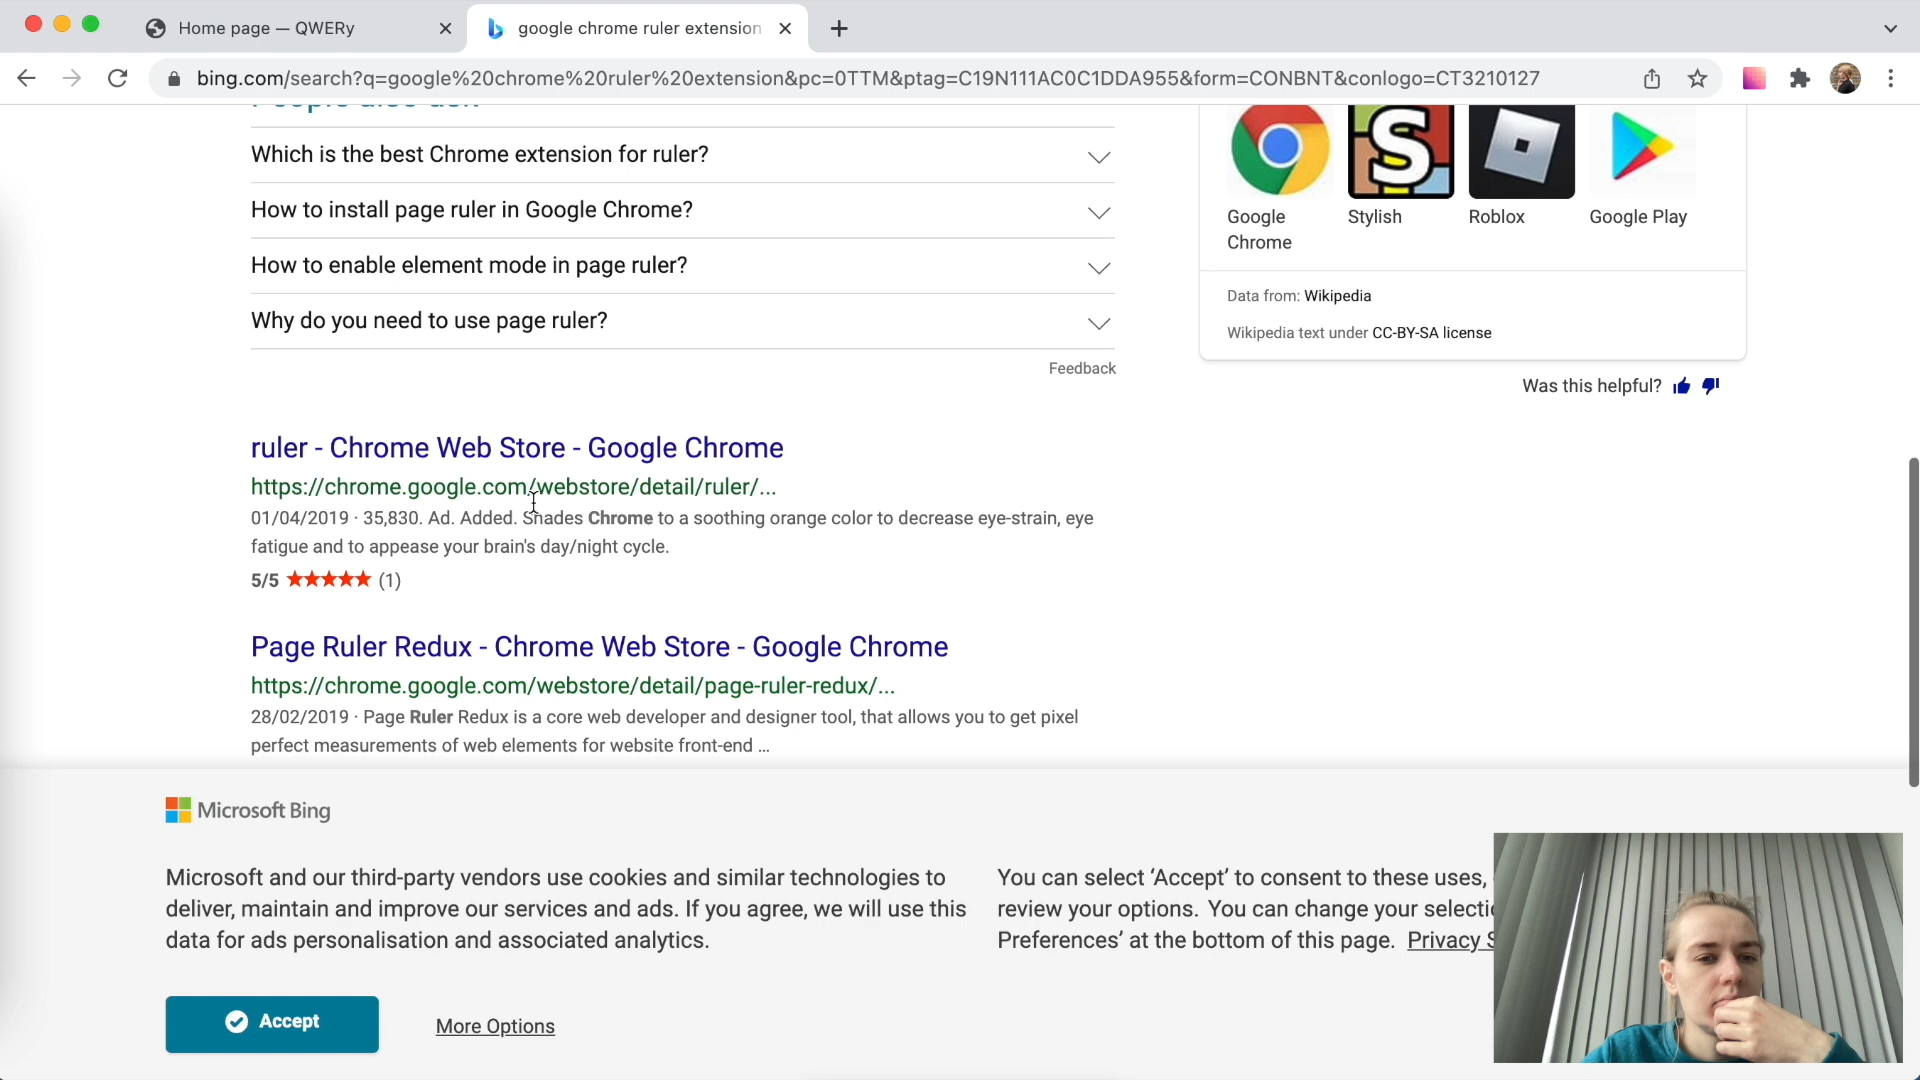 Home page — QWERy
google chrome ruler extension
bing.com/search?q=google%20chrome%20ruler%20extension&pc=0TTM&ptag=C19N111AC0C1DDA955&form=CONBNT&conlogo=CT3210127
People also ask
Which is the best Chrome extension for ruler?
How to install page ruler in Google Chrome?
How to enable element mode in page ruler?
Why do you need to use page ruler?
Feedback
Google Chrome
Stylish
Roblox
Google Play
Data from: Wikipedia
Wikipedia text under CC-BY-SA license
Was this helpful?
ruler - Chrome Web Store - Google Chrome
https://chrome.google.com/webstore/detail/ruler/...
01/04/2019 · 35,830. Ad. Added. Shades Chrome to a soothing orange color to decrease eye-strain, eye
fatigue and to appease your brain's day/night cycle.
5/5 ★★★★★ (1)
Page Ruler Redux - Chrome Web Store - Google Chrome
https://chrome.google.com/webstore/detail/page-ruler-redux/...
28/02/2019 · Page Ruler Redux is a core web developer and designer tool, that allows you to get pixel
perfect measurements of web elements for website front-end ...
Microsoft Bing
Microsoft and our third-party vendors use cookies and similar technologies to
deliver, maintain and improve our services and ads. If you agree, we will use this
data for ads personalisation and associated analytics.
You can select ‘Accept’ to consent to these uses,
review your options. You can change your selecti
Preferences’ at the bottom of this page. Privacy S
Accept
More Options